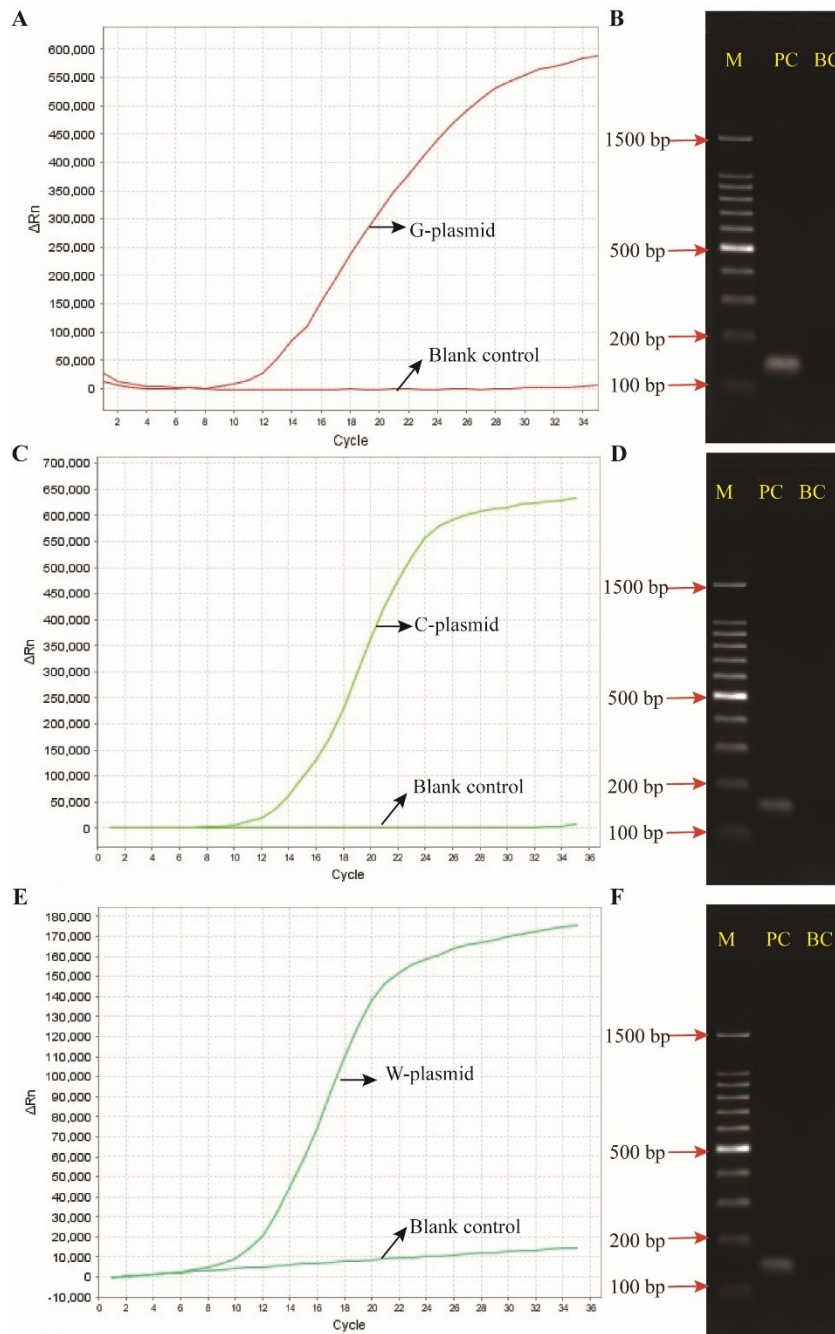 A
600,000
550,000
500,000
450,000
400,000
350,000
300,000
250,000
200,000
150,000
100,000
50,000
0
ΔRn
G-plasmid
Blank control
2 4 6 8 10 12 14 16 18 20 22 24 26 28 30 32 34
Cycle
B
M PC BC
1500 bp
500 bp
200 bp
100 bp
C
700,000
650,000
600,000
550,000
500,000
450,000
400,000
350,000
300,000
250,000
200,000
150,000
100,000
50,000
0
ΔRn
C-plasmid
Blank control
0 2 4 6 8 10 12 14 16 18 20 22 24 26 28 30 32 34 36
Cycle
D
M PC BC
1500 bp
500 bp
200 bp
100 bp
E
180,000
170,000
160,000
150,000
140,000
130,000
120,000
110,000
100,000
90,000
80,000
70,000
60,000
50,000
40,000
30,000
20,000
10,000
0
-10,000
ΔRn
W-plasmid
Blank control
0 2 4 6 8 10 12 14 16 18 20 22 24 26 28 30 32 34 36
Cycle
F
M PC BC
1500 bp
500 bp
200 bp
100 bp